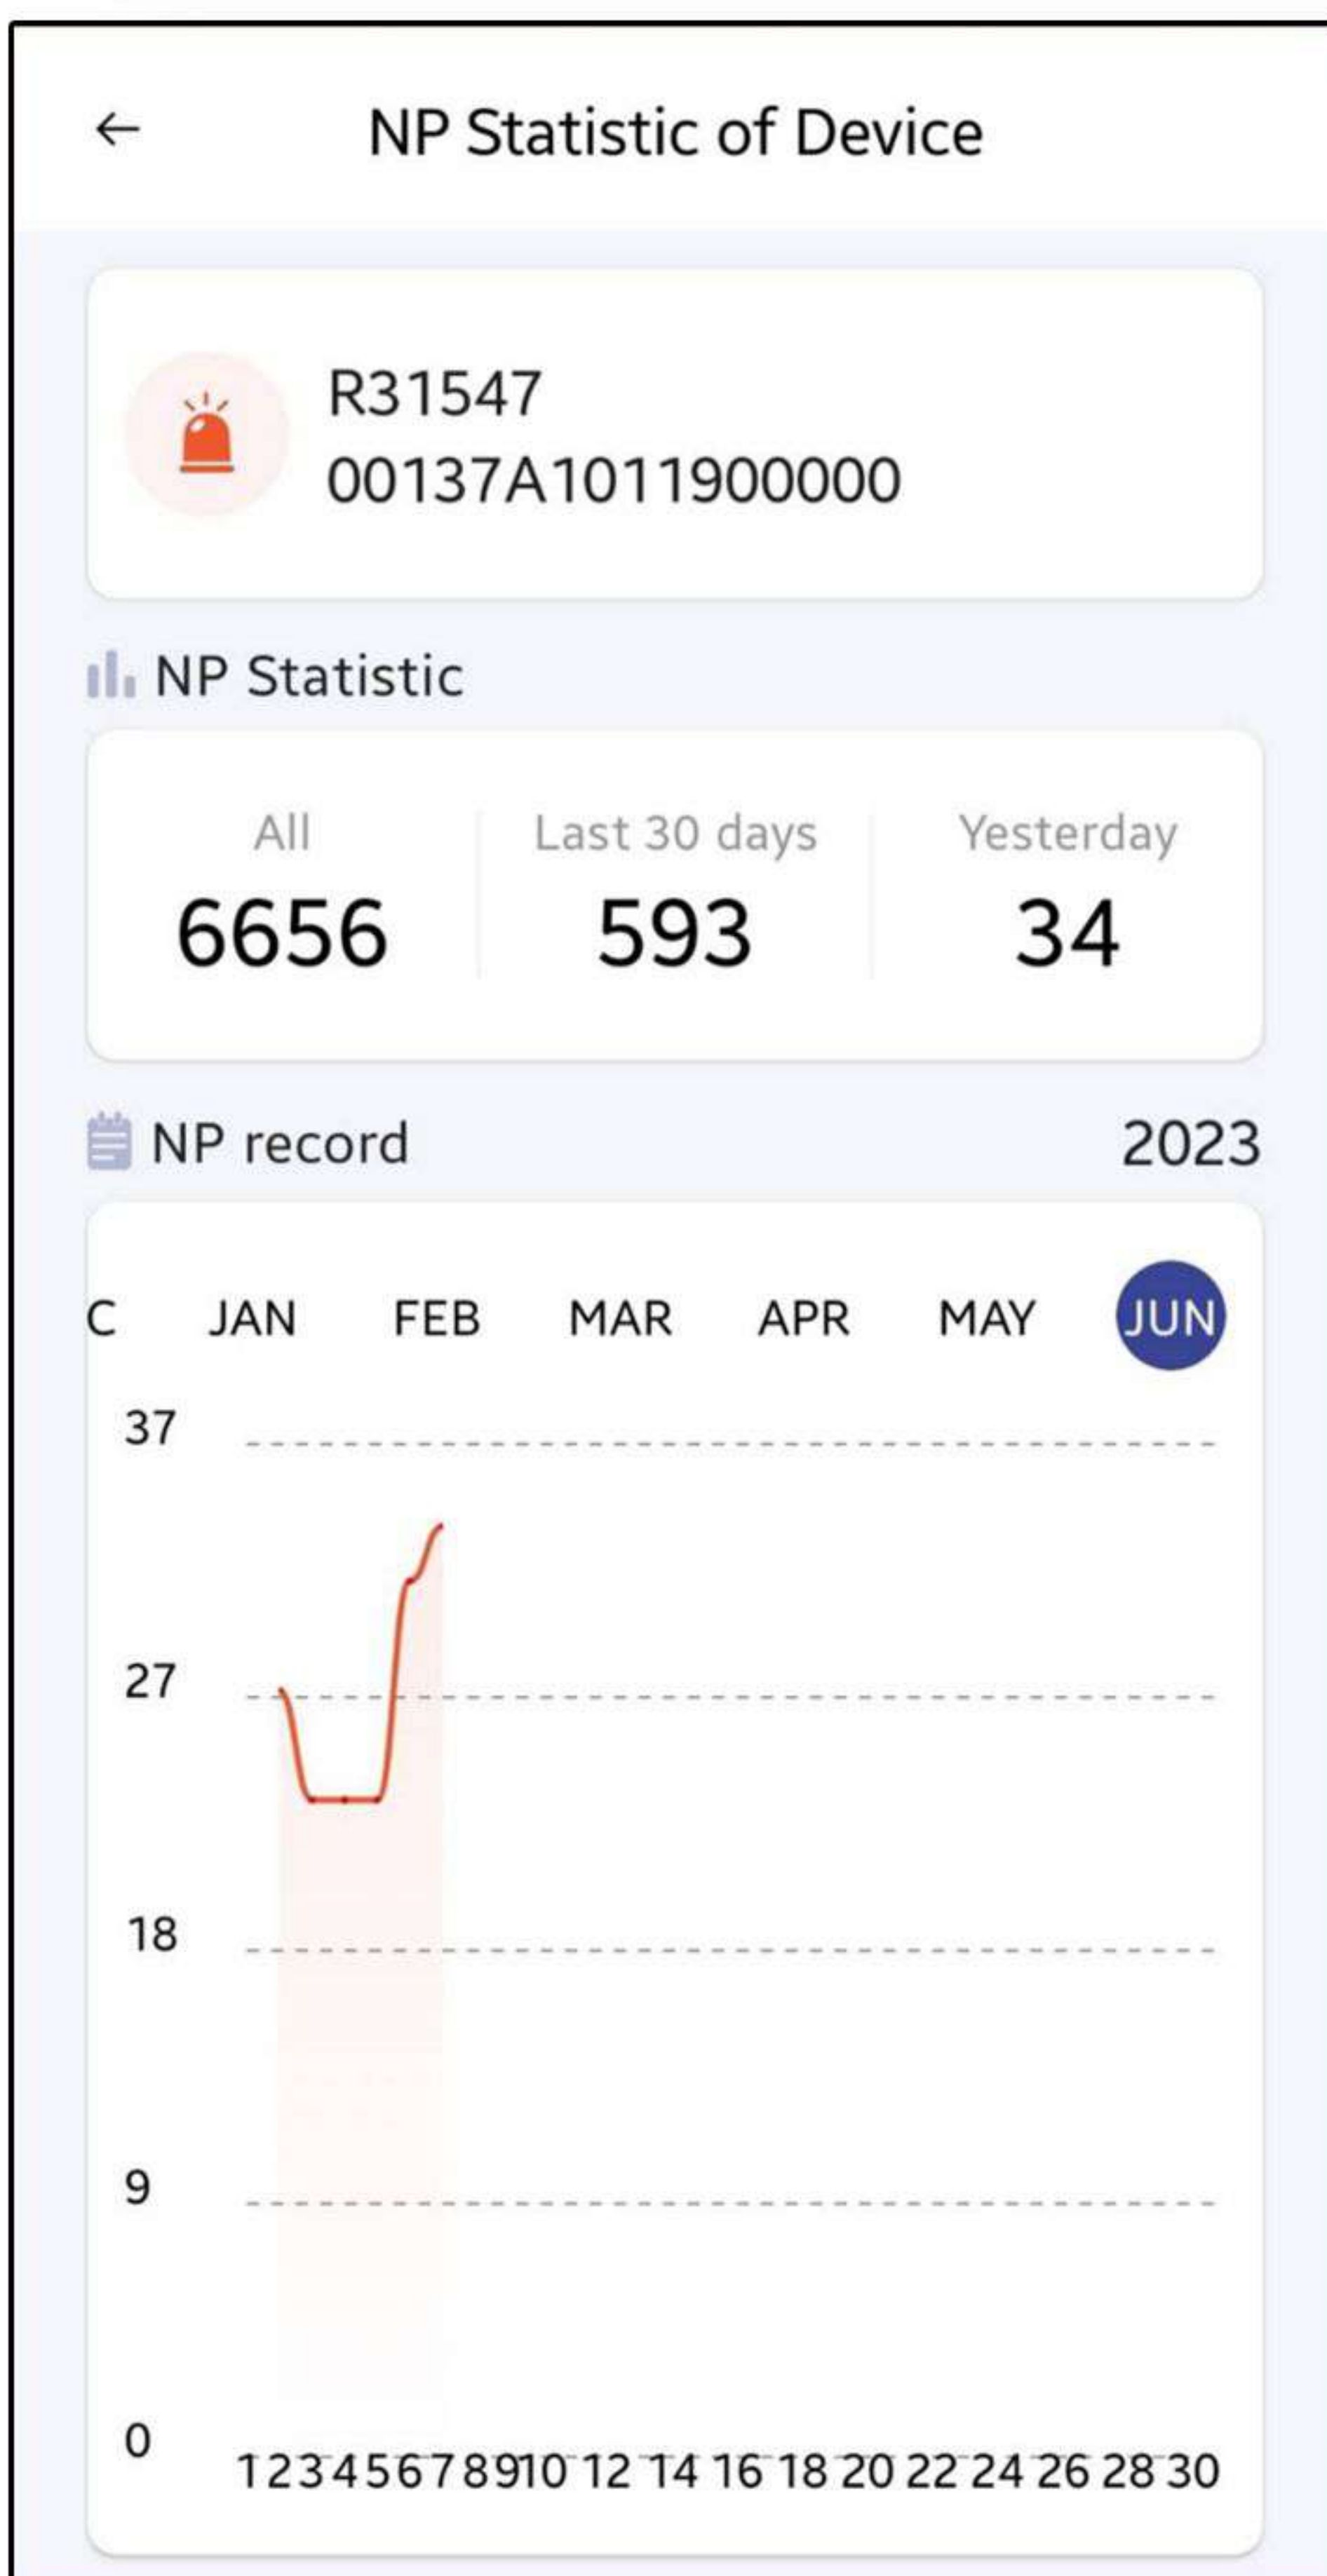 NP Statistic of Device
R31547
00137A1011900000
NP Statistic
All Last 30 days Yesterday
6656 593 34
NP record 2023
C JAN FEB MAR APR MAY JUN
37
27
18
9
0
1 2 3 4 5 6 7 8 9 10 12 14 16 18 20 22 24 26 28 30